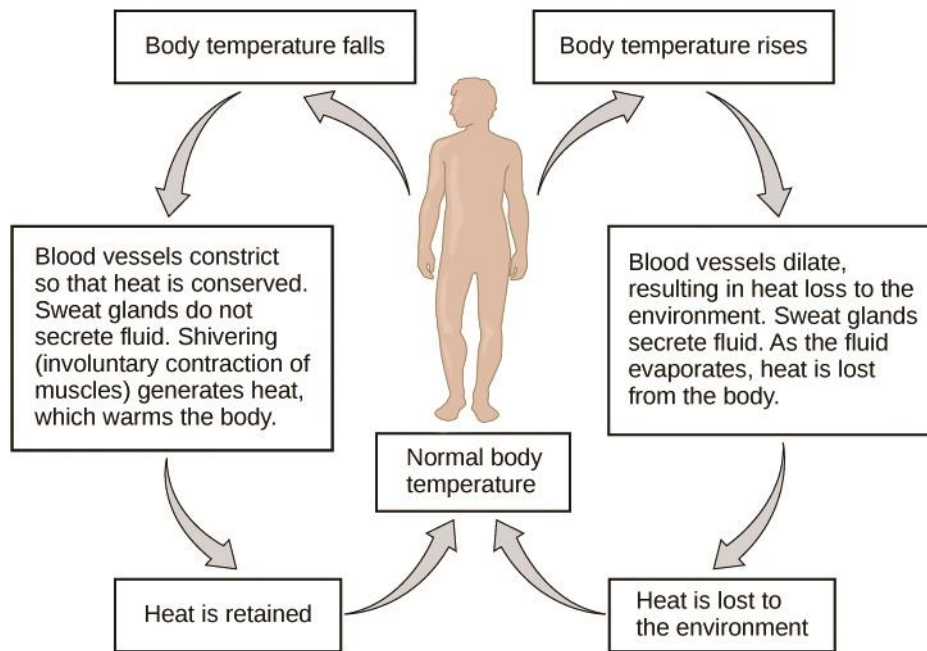 Body temperature falls
Body temperature rises
Blood vessels constrict
so that heat is conserved.
Sweat glands do not
secrete fluid. Shivering
(involuntary contraction of
muscles) generates heat,
which warms the body.
Blood vessels dilate,
resulting in heat loss to the
environment. Sweat glands
secrete fluid. As the fluid
evaporates, heat is lost
from the body.
Normal body
temperature
Heat is retained
Heat is lost to
the environment